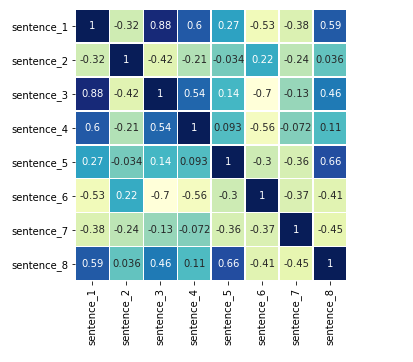 sentence_1 1 -0.32 0.88 0.6 0.27 -0.53 -0.38 0.59
sentence_2 -0.32 1 -0.42 -0.21 -0.034 0.22 -0.24 0.036
sentence_3 0.88 -0.42 1 0.54 0.14 -0.7 -0.13 0.46
sentence_4 0.6 -0.21 0.54 1 0.093 -0.56 -0.072 0.11
sentence_5 0.27 -0.034 0.14 0.093 1 -0.3 -0.36 0.66
sentence_6 -0.53 0.22 -0.7 -0.56 -0.3 1 -0.37 -0.41
sentence_7 -0.38 -0.24 -0.13 -0.072 -0.36 -0.37 1 -0.45
sentence_8 0.59 0.036 0.46 0.11 0.66 -0.41 -0.45 1
sentence_1 sentence_2 sentence_3 sentence_4 sentence_5 sentence_6 sentence_7 sentence_8